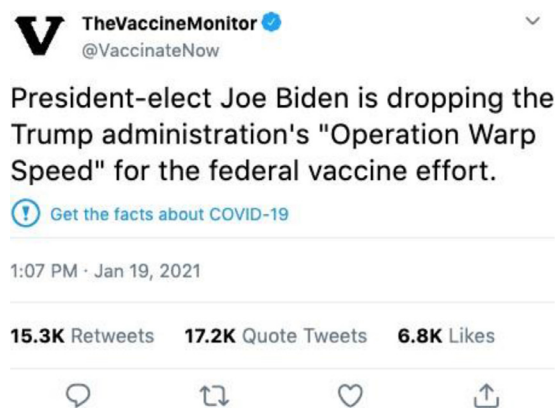 V TheVaccineMonitor
@VaccinateNow
President-elect Joe Biden is dropping the
Trump administration's "Operation Warp
Speed" for the federal vaccine effort.
! Get the facts about COVID-19
1:07 PM · Jan 19, 2021
15.3K Retweets 17.2K Quote Tweets 6.8K Likes